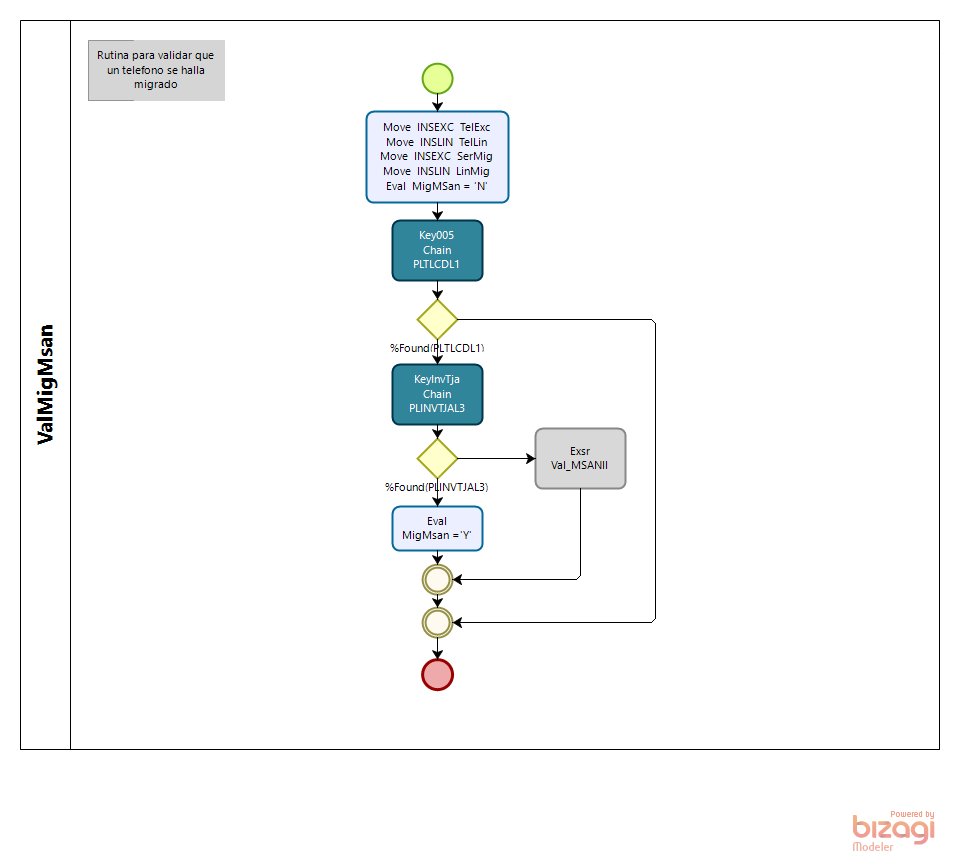 ValMigMsan
Rutina para validar que
un telefono se halla
migrado
Move INSEXC TelExc
Move INSLIN TelLin
Move INSEXC SerMig
Move INSLIN LinMig
Eval MigMSan = 'N'
Key005
Chain
PLTLCDL1
%Found(PLTLCDL1)
KeyInvTja
Chain
PLINVTJAL3
%Found(PLINVTJAL3)
Exsr
Val_MSANII
Eval
MigMsan ='Y'
Powered by
bizagi
Modeler